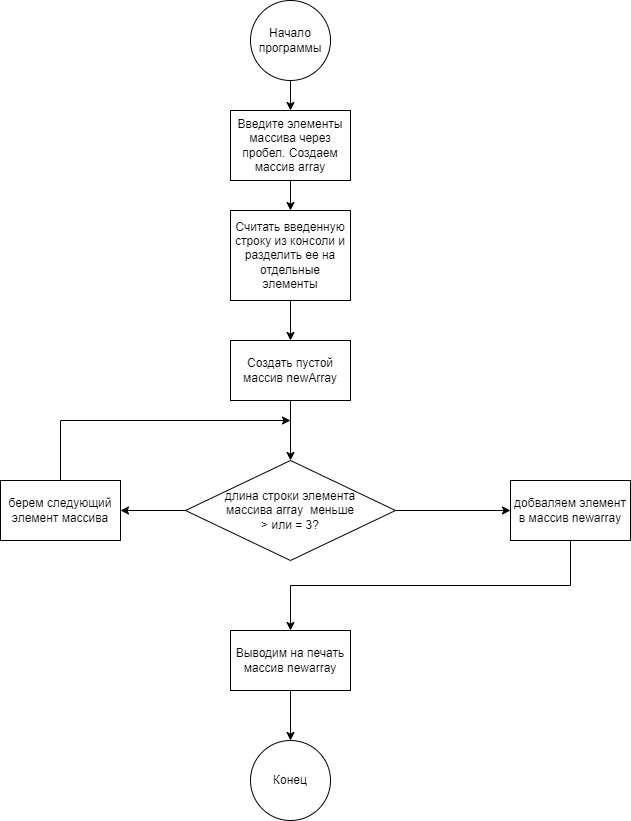 Начало
программы
Введите элементы
массива через
пробел. Создаем
массив array
Считать введенную
строку из консоли и
разделить ее на
отдельные
элементы
Создать пустой
массив newArray
длина строки элемента
массива array меньше
> или = 3?
берем следующий
элемент массива
добваляем элемент
в массив newarray
Выводим на печать
массив newarray
Конец